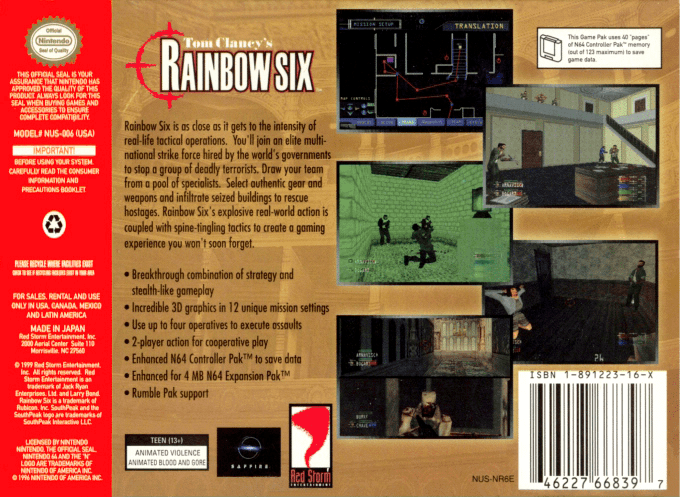 Official
Nintendo
Seal of Quality
THIS OFFICIAL SEAL IS YOUR
ASSURANCE THAT NINTENDO HAS
APPROVED THE QUALITY OF THIS
PRODUCT. ALWAYS LOOK FOR THIS
SEAL WHEN BUYING GAMES AND
ACCESSORIES TO ENSURE
COMPLETE COMPATIBILITY.
MODEL# NUS-006 (USA)
IMPORTANT!
BEFORE USING YOUR SYSTEM,
CAREFULLY READ THE CONSUMER
INFORMATION AND
PRECAUTIONS BOOKLET
PLEASE RECYCLE WHERE FACILITIES EXIST
FOR SALES, RENTAL AND USE
ONLY IN USA, CANADA, MEXICO
AND LATIN AMERICA
MADE IN JAPAN
Red Storm Entertainment, Inc.
2000 Aerial Center Suite 110
Morrisville, NC 27560
© 1999 Red Storm Entertainment,
Inc. All rights reserved. Red
Storm Entertainment is an
trademark of Jack Ryan
Enterprises, Ltd. and Larry Bond.
Rainbow Six is a trademark of
Rubicon, Inc. SouthPeak and the
SouthPeak logo are trademarks of
SouthPeak Interactive LLC.
LICENSED BY NINTENDO
NINTENDO, THE OFFICIAL SEAL,
NINTENDO 64 AND THE "N"
LOGO ARE TRADEMARKS OF
NINTENDO OF AMERICA INC.
© 1996 NINTENDO OF AMERICA INC.
Tom Clancy's
RAINBOW SIX
Rainbow Six is as close as it gets to the intensity of
real-life tactical operations. You'll join an elite multi-
national strike force hired by the world's governments
to stop a group of deadly terrorists. Draw your team
from a pool of specialists. Select authentic gear and
weapons and infiltrate seized buildings to rescue
hostages. Rainbow Six's explosive real-world action is
coupled with spine-tingling tactics to create a gaming
experience you won't soon forget.
• Breakthrough combination of strategy and
stealth-like gameplay
• Incredible 3D graphics in 12 unique mission settings
• Use up to four operatives to execute assaults
• 2-player action for cooperative play
• Enhanced N64 Controller Pak™ to save data
• Enhanced for 4 MB N64 Expansion Pak™
• Rumble Pak support
TEEN (13+)
ANIMATED VIOLENCE
ANIMATED BLOOD AND GORE
SAFFIRE
Red Storm
ENTERTAINMENT
MISSION SETUP
TRANSLATION
MAP CONTROLS
This Game Pak uses 40 'pages'
of N64 Controller Pak™ memory
(out of 123 maximum) to save
game data.
ISBN 1-891223-16-X
46227 66839 7
NUS-NR6E